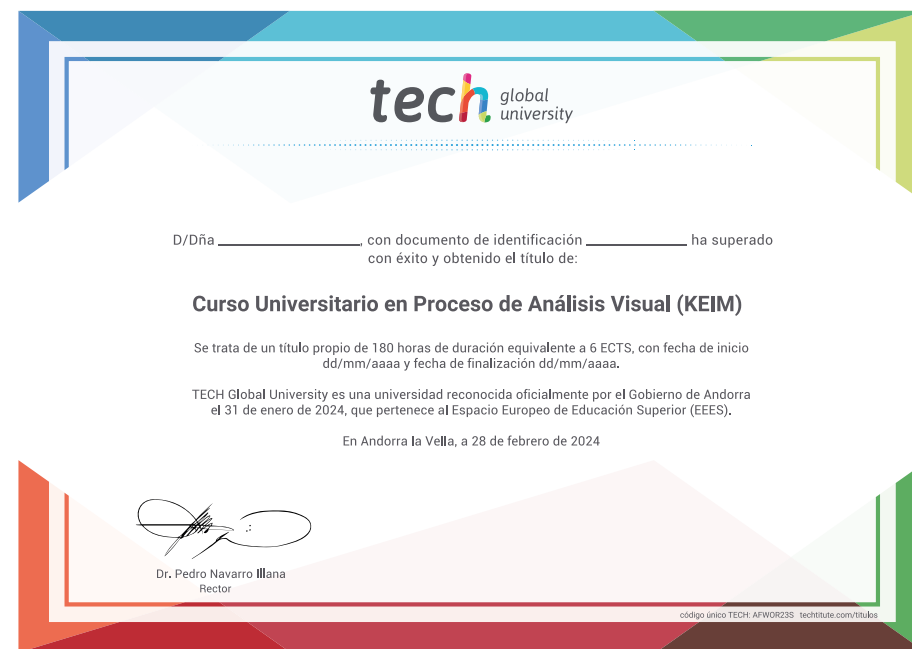 tech global university
D/Dña ____________, con documento de identificación ____________ ha superado
con éxito y obtenido el título de:
Curso Universitario en Proceso de Análisis Visual (KEIM)
Se trata de un título propio de 180 horas de duración equivalente a 6 ECTS, con fecha de inicio
dd/mm/aaaa y fecha de finalización dd/mm/aaaa.
TECH Global University es una universidad reconocida oficialmente por el Gobierno de Andorra
el 31 de enero de 2024, que pertenece al Espacio Europeo de Educación Superior (EEES).
En Andorra la Vella, a 28 de febrero de 2024
Dr. Pedro Navarro Illana
Rector
código único TECH: AFWOR23S techtitute.com/titulos